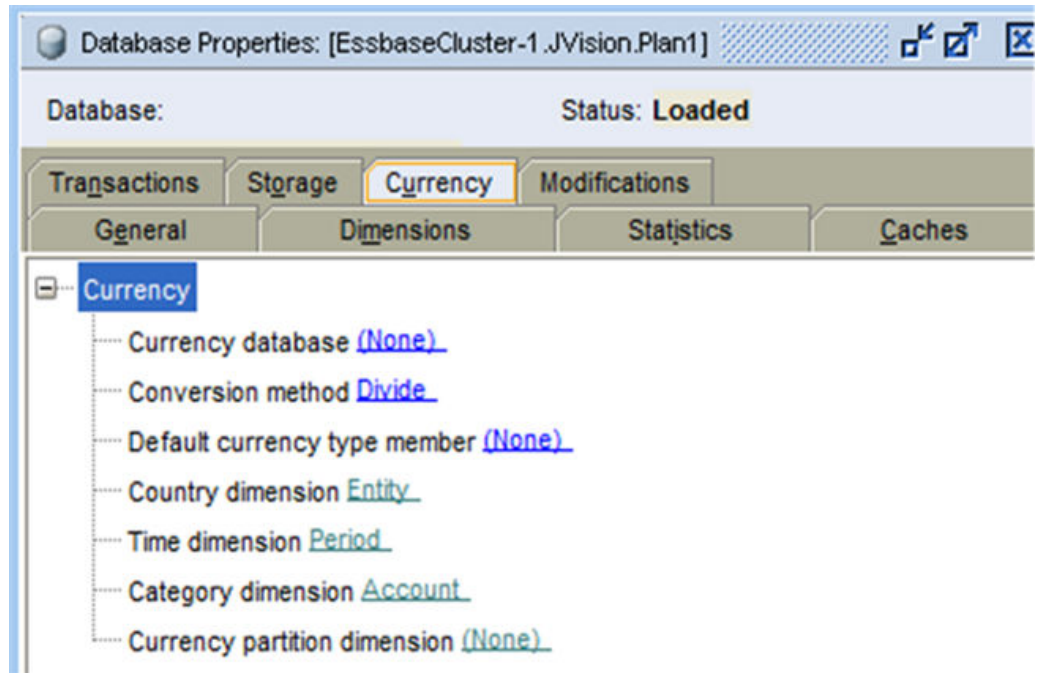 Database Properties: [EssbaseCluster-1.JVision.Plan1]
Database: Status: Loaded
Transactions Storage Currency Modifications
General Dimensions Statistics Caches
Currency
Currency database (None)
Conversion method Divide
Default currency type member (None)
Country dimension Entity
Time dimension Period
Category dimension Account
Currency partition dimension (None)